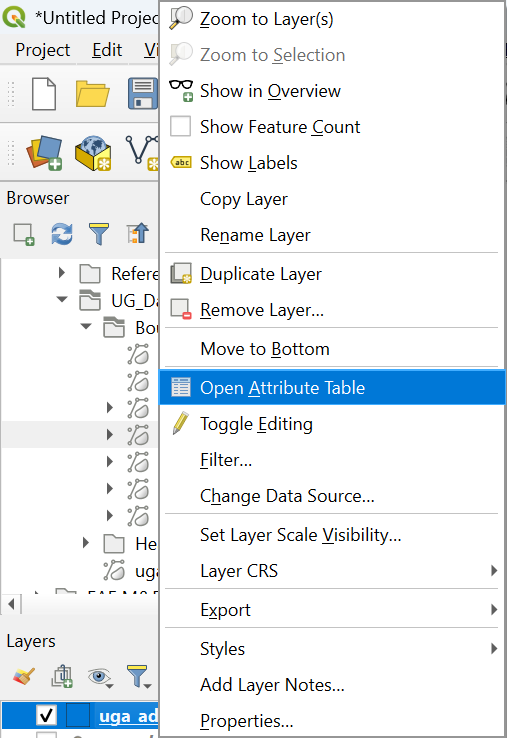 *Untitled Projec
Project Edit Vi
Browser
Refere
UG_Da
Bou
He
uga
Layers
uga_ad
Zoom to Layer(s)
Zoom to Selection
Show in Overview
Show Feature Count
abc Show Labels
Copy Layer
Rename Layer
Duplicate Layer
Remove Layer...
Move to Bottom
Open Attribute Table
Toggle Editing
Filter...
Change Data Source...
Set Layer Scale Visibility...
Layer CRS
Export
Styles
Add Layer Notes...
Properties...